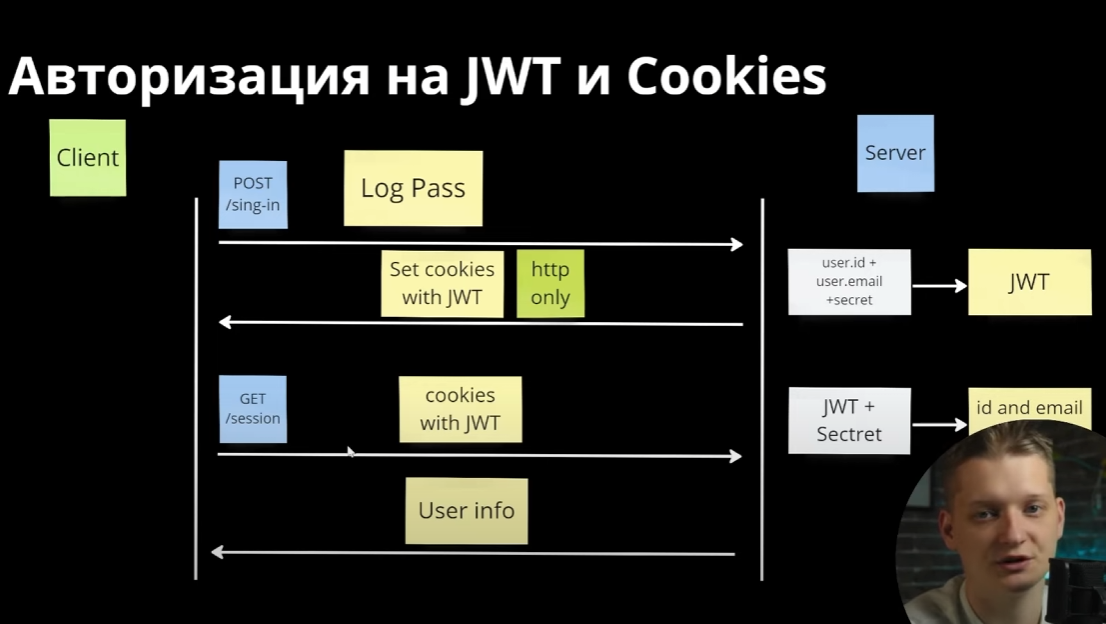 Авторизация на JWT и Cookies
Client
Server
POST
/sing-in
Log Pass
Set cookies
with JWT
http
only
user.id +
user.email
+secret
JWT
GET
/session
cookies
with JWT
JWT +
Sectret
id and email
User info